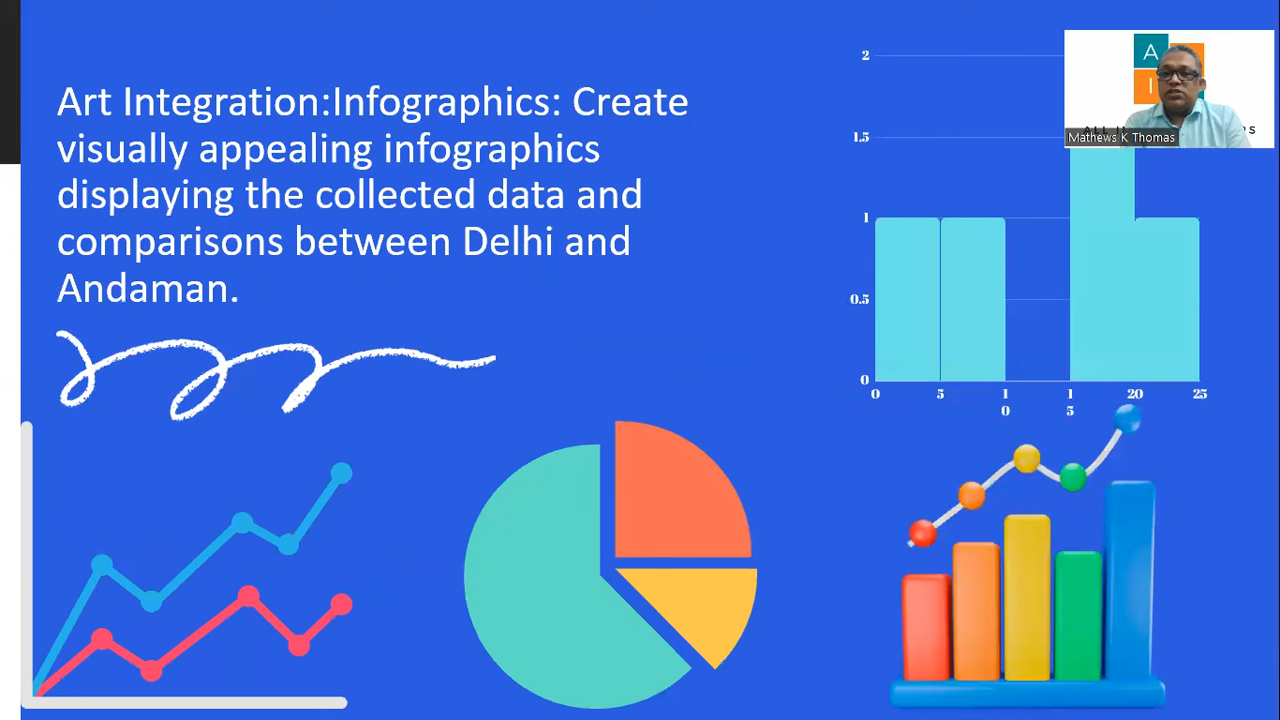 Art Integration:Infographics: Create
visually appealing infographics
displaying the collected data and
comparisons between Delhi and
Andaman.
2
1.5
1
0.5
0
0 5 1 1 20 25
0 5
A
I
Mathews K Thomas